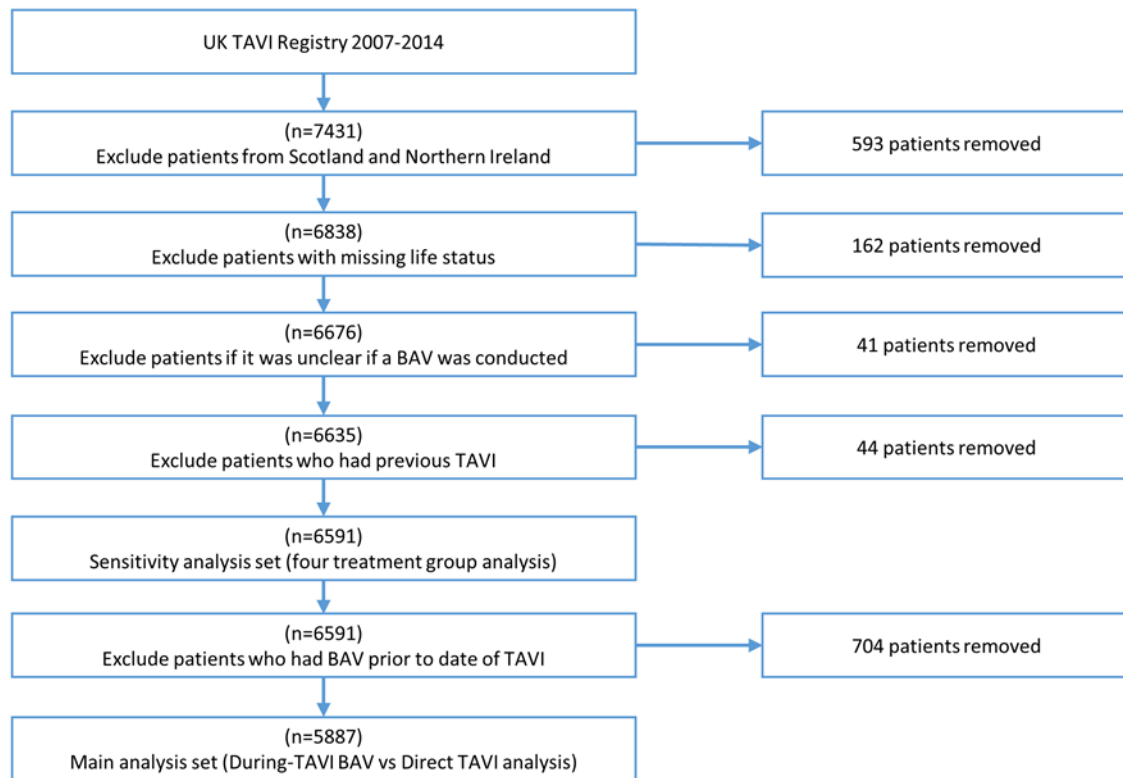 UK TAVI Registry 2007-2014
(n=7431)
Exclude patients from Scotland and Northern Ireland
593 patients removed
(n=6838)
Exclude patients with missing life status
162 patients removed
(n=6676)
Exclude patients if it was unclear if a BAV was conducted
41 patients removed
(n=6635)
Exclude patients who had previous TAVI
44 patients removed
(n=6591)
Sensitivity analysis set (four treatment group analysis)
(n=6591)
Exclude patients who had BAV prior to date of TAVI
704 patients removed
(n=5887)
Main analysis set (During-TAVI BAV vs Direct TAVI analysis)